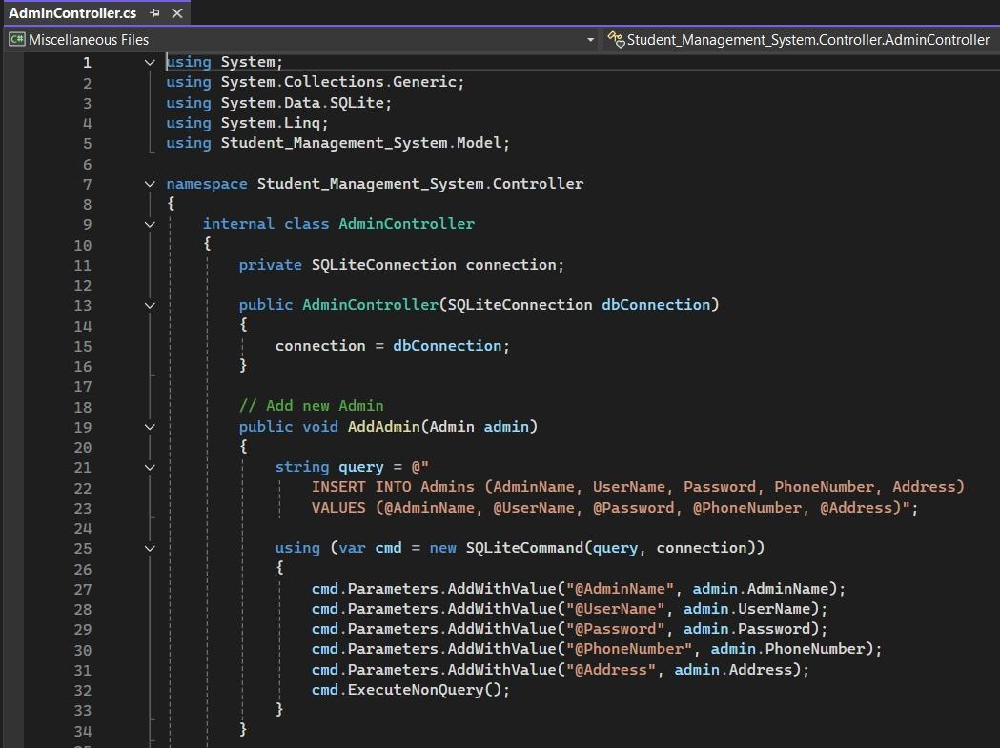 AdminController.cs
C# Miscellaneous Files Student_Management_System.Controller.AdminController
1 using System;
2 using System.Collections.Generic;
3 using System.Data.SQLite;
4 using System.Linq;
5 using Student_Management_System.Model;
6
7 namespace Student_Management_System.Controller
8 {
9 internal class AdminController
10 {
11 private SQLiteConnection connection;
12
13 public AdminController(SQLiteConnection dbConnection)
14 {
15 connection = dbConnection;
16 }
17
18 // Add new Admin
19 public void AddAdmin(Admin admin)
20 {
21 string query = @"
22 INSERT INTO Admins (AdminName, UserName, Password, PhoneNumber, Address)
23 VALUES (@AdminName, @UserName, @Password, @PhoneNumber, @Address)";
24
25 using (var cmd = new SQLiteCommand(query, connection))
26 {
27 cmd.Parameters.AddWithValue("@AdminName", admin.AdminName);
28 cmd.Parameters.AddWithValue("@UserName", admin.UserName);
29 cmd.Parameters.AddWithValue("@Password", admin.Password);
30 cmd.Parameters.AddWithValue("@PhoneNumber", admin.PhoneNumber);
31 cmd.Parameters.AddWithValue("@Address", admin.Address);
32 cmd.ExecuteNonQuery();
33 }
34 }